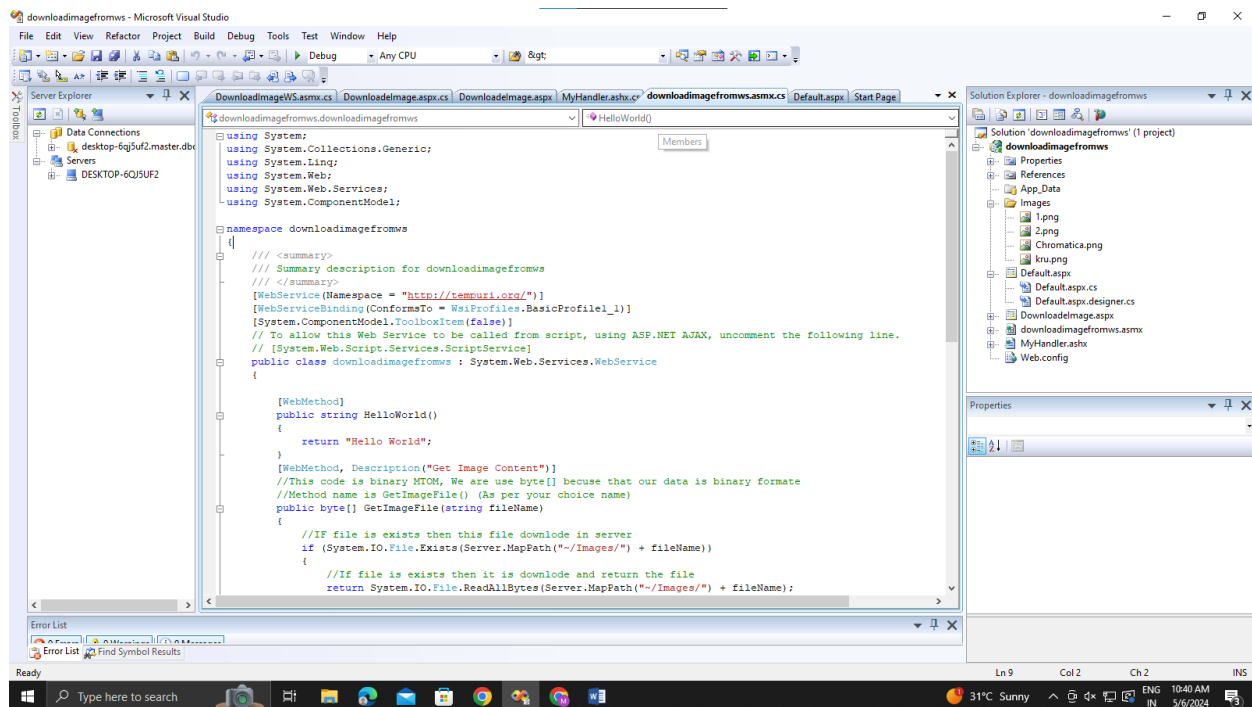 downloadimagefromws - Microsoft Visual Studio
File Edit View Refactor Project Build Debug Tools Test Window Help
Debug Any CPU &gt;
Server Explorer
Toolbox
Data Connections
desktop-6qj5uf2.master.dbo
Servers
DESKTOP-6QJ5UF2
DownloadImageWS.asmx.cs DownloadeImage.aspx.cs DownloadeImage.aspx MyHandler.ashx.cs downloadimagefromws.asmx.cs Default.aspx Start Page
downloadimagefromws.downloadimagefromws HelloWorld()
Members
using System;
using System.Collections.Generic;
using System.Linq;
using System.Web;
using System.Web.Services;
using System.ComponentModel;
namespace downloadimagefromws
{
/// <summary>
/// Summary description for downloadimagefromws
/// </summary>
[WebService(Namespace = "http://tempuri.org/")]
[WebServiceBinding(ConformsTo = WsiProfiles.BasicProfile1_1)]
[System.ComponentModel.ToolboxItem(false)]
// To allow this Web Service to be called from script, using ASP.NET AJAX, uncomment the following line.
// [System.Web.Script.Services.ScriptService]
public class downloadimagefromws : System.Web.Services.WebService
{
[WebMethod]
public string HelloWorld()
{
return "Hello World";
}
[WebMethod, Description("Get Image Content")]
//This code is binary MTOM, We are use byte[] becuse that our data is binary formate
//Method name is GetImageFile() (As per your choice name)
public byte[] GetImageFile(string fileName)
{
//IF file is exists then this file downlode in server
if (System.IO.File.Exists(Server.MapPath("~/Images/") + fileName))
{
//If file is exists then it is downlode and return the file
return System.IO.File.ReadAllBytes(Server.MapPath("~/Images/") + fileName);
Solution Explorer - downloadimagefromws
Solution 'downloadimagefromws' (1 project)
downloadimagefromws
Properties
References
App_Data
Images
1.png
2.png
Chromatica.png
kru.png
Default.aspx
Default.aspx.cs
Default.aspx.designer.cs
DownloadeImage.aspx
downloadimagefromws.asmx
MyHandler.ashx
Web.config
Properties
Error List
0 Errors 0 Warnings 0 Messages
Error List Find Symbol Results
Ready Ln 9 Col 2 Ch 2 INS
Type here to search 31°C Sunny ENG 10:40 AM
IN 5/6/2024 3